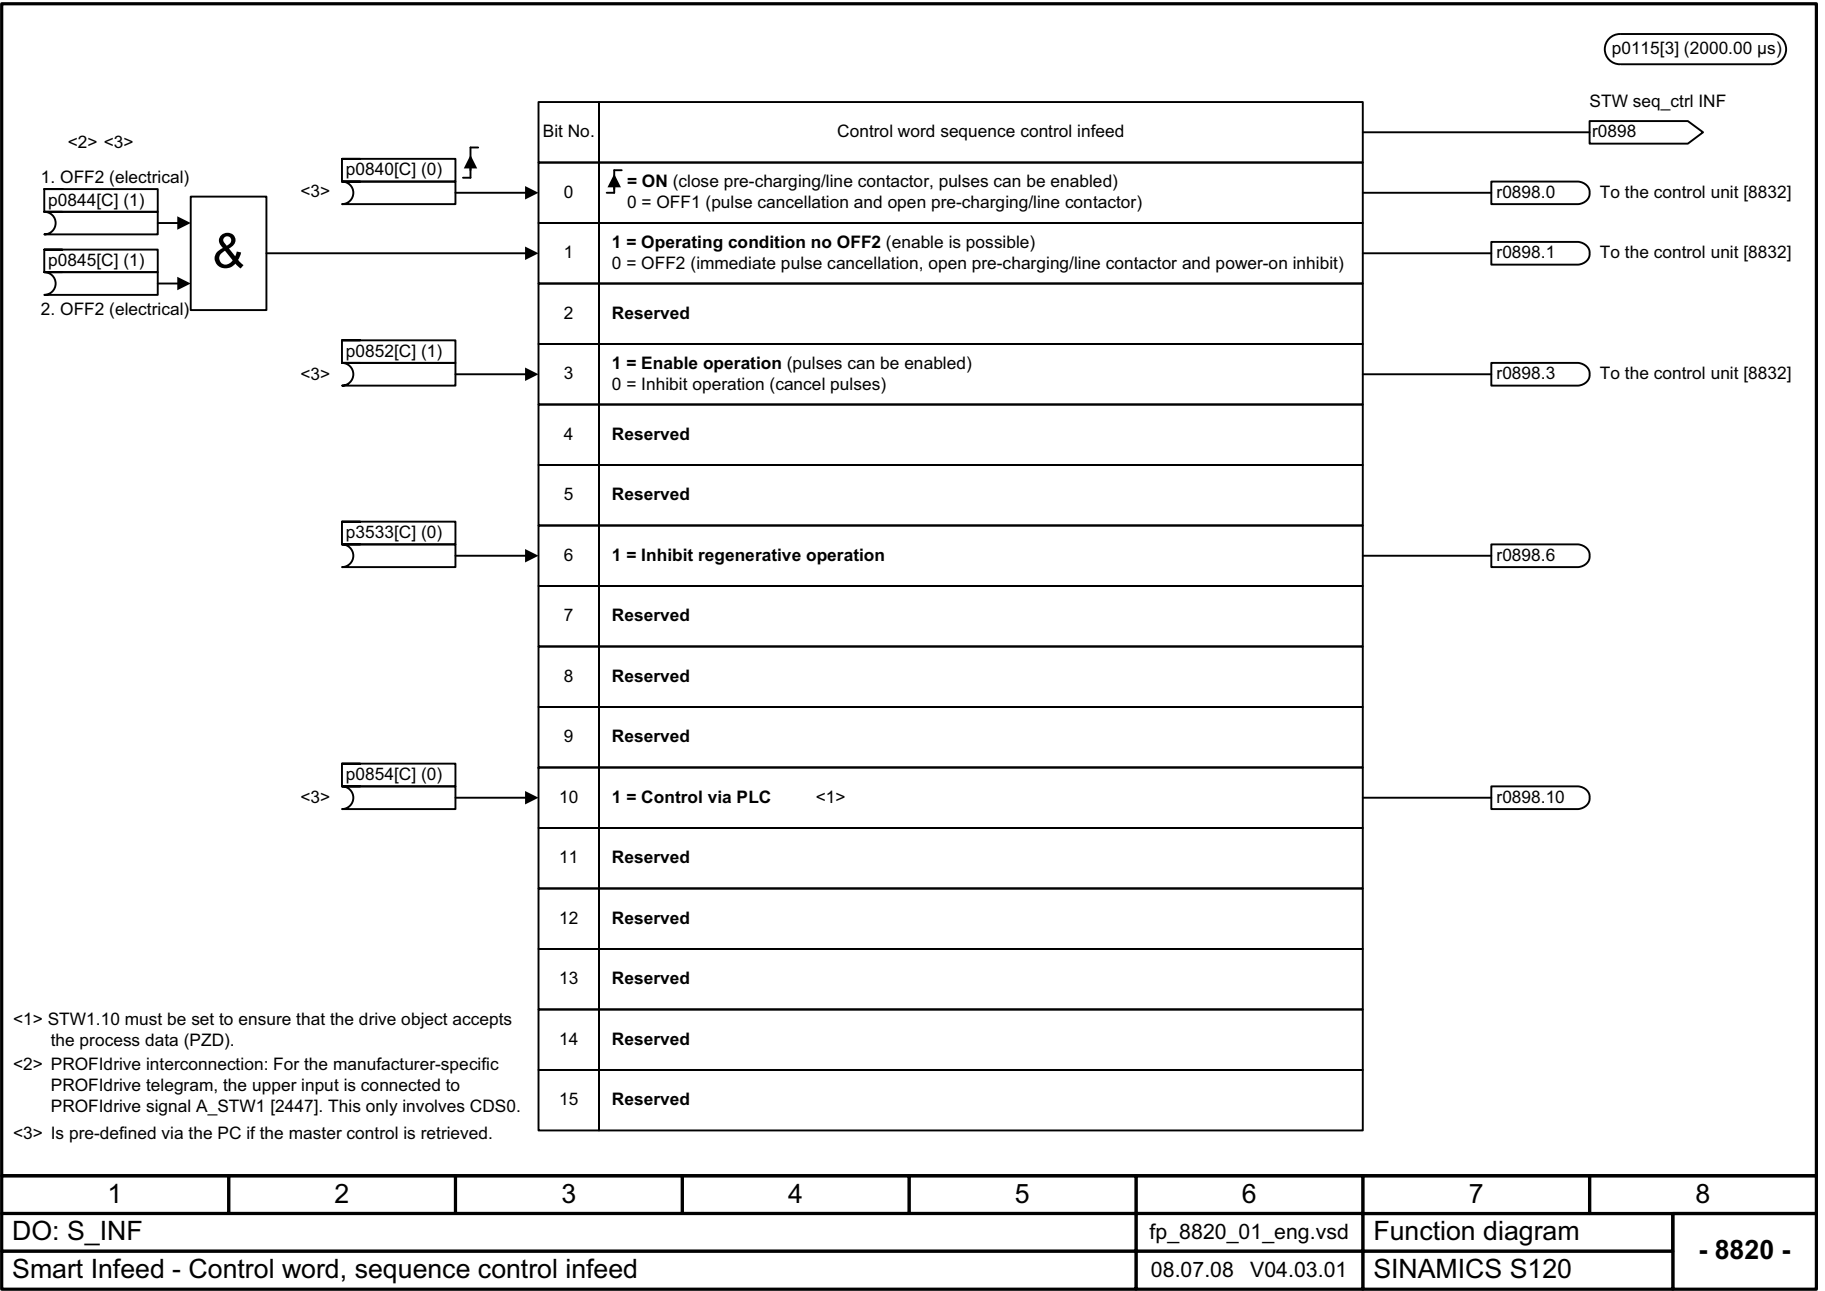 p0115[3] (2000.00 µs)
STW seq_ctrl INF
r0898
Bit No.
Control word sequence control infeed
<2> <3>
1. OFF2 (electrical)
p0844[C] (1)
p0845[C] (1)
2. OFF2 (electrical)
&
<3>
p0840[C] (0)
0
= ON (close pre-charging/line contactor, pulses can be enabled)
0 = OFF1 (pulse cancellation and open pre-charging/line contactor)
r0898.0
To the control unit [8832]
1
1 = Operating condition no OFF2 (enable is possible)
0 = OFF2 (immediate pulse cancellation, open pre-charging/line contactor and power-on inhibit)
r0898.1
To the control unit [8832]
2
Reserved
<3>
p0852[C] (1)
3
1 = Enable operation (pulses can be enabled)
0 = Inhibit operation (cancel pulses)
r0898.3
To the control unit [8832]
4
Reserved
5
Reserved
p3533[C] (0)
6
1 = Inhibit regenerative operation
r0898.6
7
Reserved
8
Reserved
9
Reserved
<3>
p0854[C] (0)
10
1 = Control via PLC <1>
r0898.10
11
Reserved
12
Reserved
13
Reserved
14
Reserved
15
Reserved
<1> STW1.10 must be set to ensure that the drive object accepts
the process data (PZD).
<2> PROFIdrive interconnection: For the manufacturer-specific
PROFIdrive telegram, the upper input is connected to
PROFIdrive signal A_STW1 [2447]. This only involves CDS0.
<3> Is pre-defined via the PC if the master control is retrieved.
1 2 3 4 5 6 7 8
DO: S_INF
fp_8820_01_eng.vsd
Function diagram
- 8820 -
Smart Infeed - Control word, sequence control infeed
08.07.08 V04.03.01
SINAMICS S120